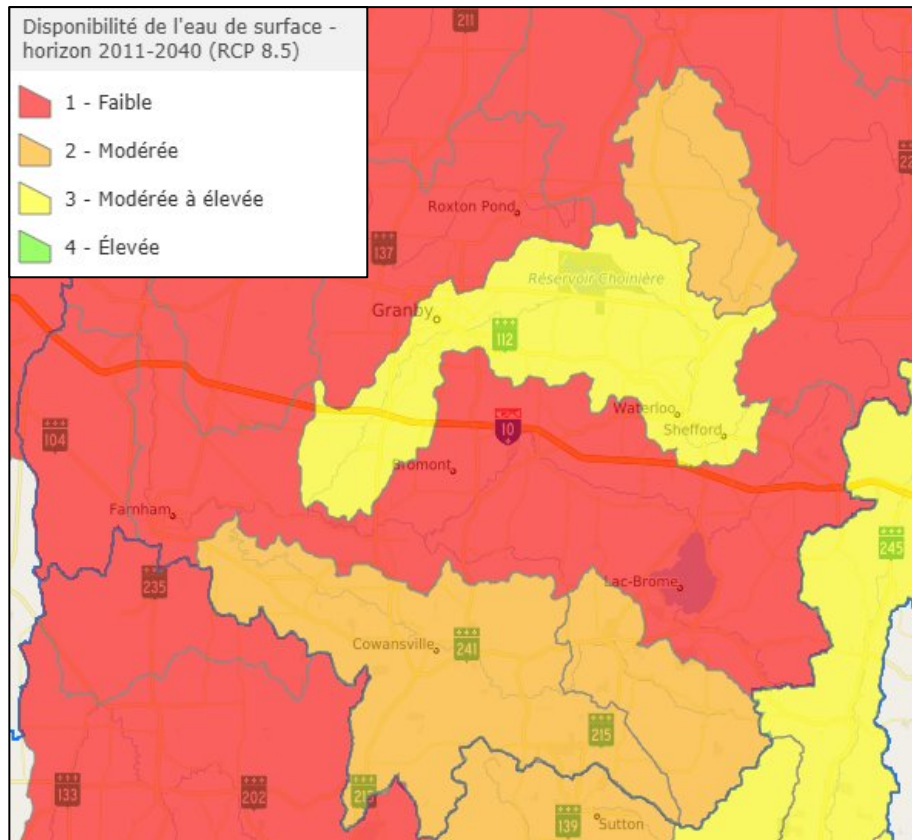 Disponibilité de l'eau de surface -
horizon 2011-2040 (RCP 8.5)
1 - Faible
2 - Modérée
3 - Modérée à élevée
4 - Élevée
211
22
Roxton Pond
137
Réservoir Choinière
Granby
112
Waterloo
104
10
Shefford
Bromont
Farnham
245
235
Lac-Brome
Cowansville
241
215
133
202
215
139
Sutton